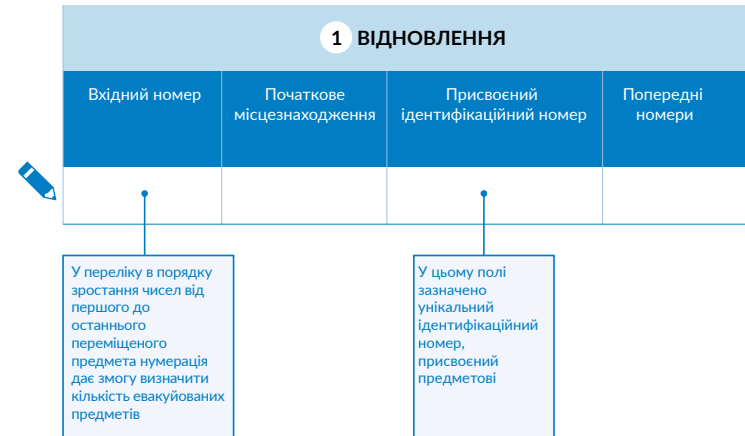 1 ВІДНОВЛЕННЯ
Вхідний номер
Початкове
місцезнаходження
Присвоєний
ідентифікаційний номер
Попередні
номери
У переліку в порядку
зростання чисел від
першого до
останнього
переміщеного
предмета нумерація
дає змогу визначити
кількість евакуйованих
предметів
У цьому полі
зазначено
унікальний
ідентифікаційний
номер,
присвоєний
предметові